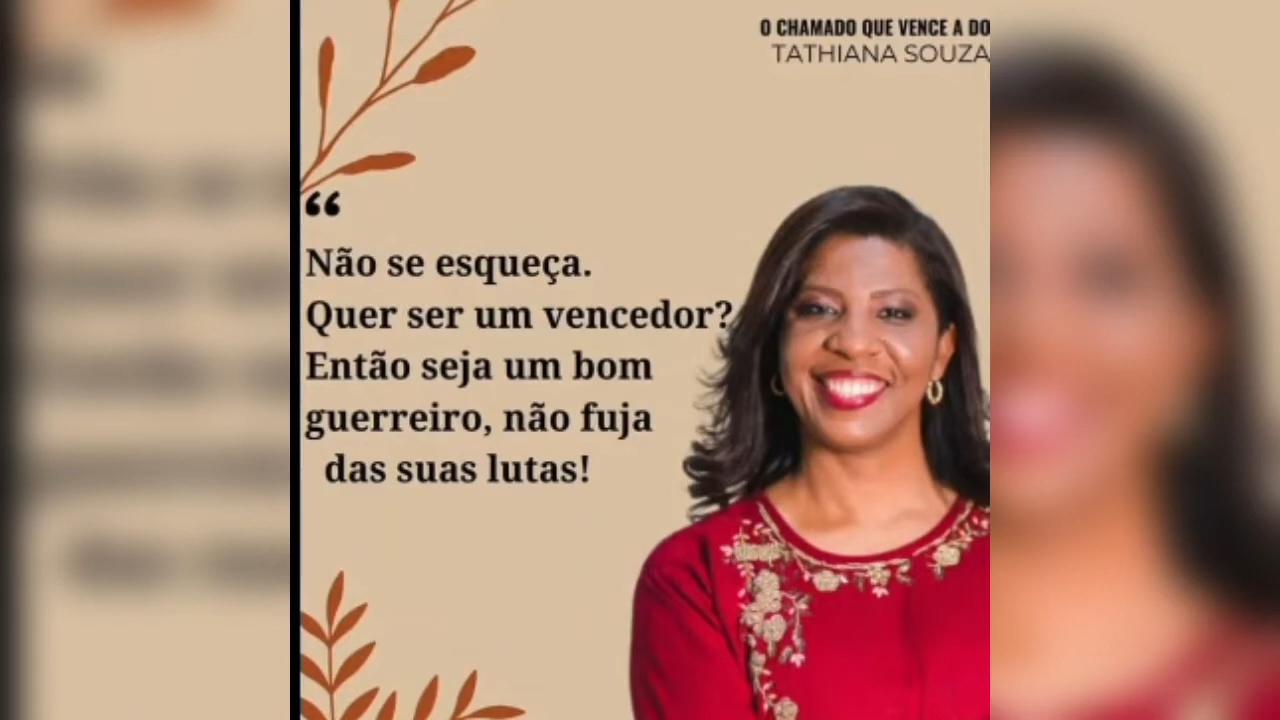 O CHAMADO QUE VENCE A DO
TATHIANA SOUZA
“
Não se esqueça.
Quer ser um vencedor?
Então seja um bom
guerreiro, não fuja
das suas lutas!